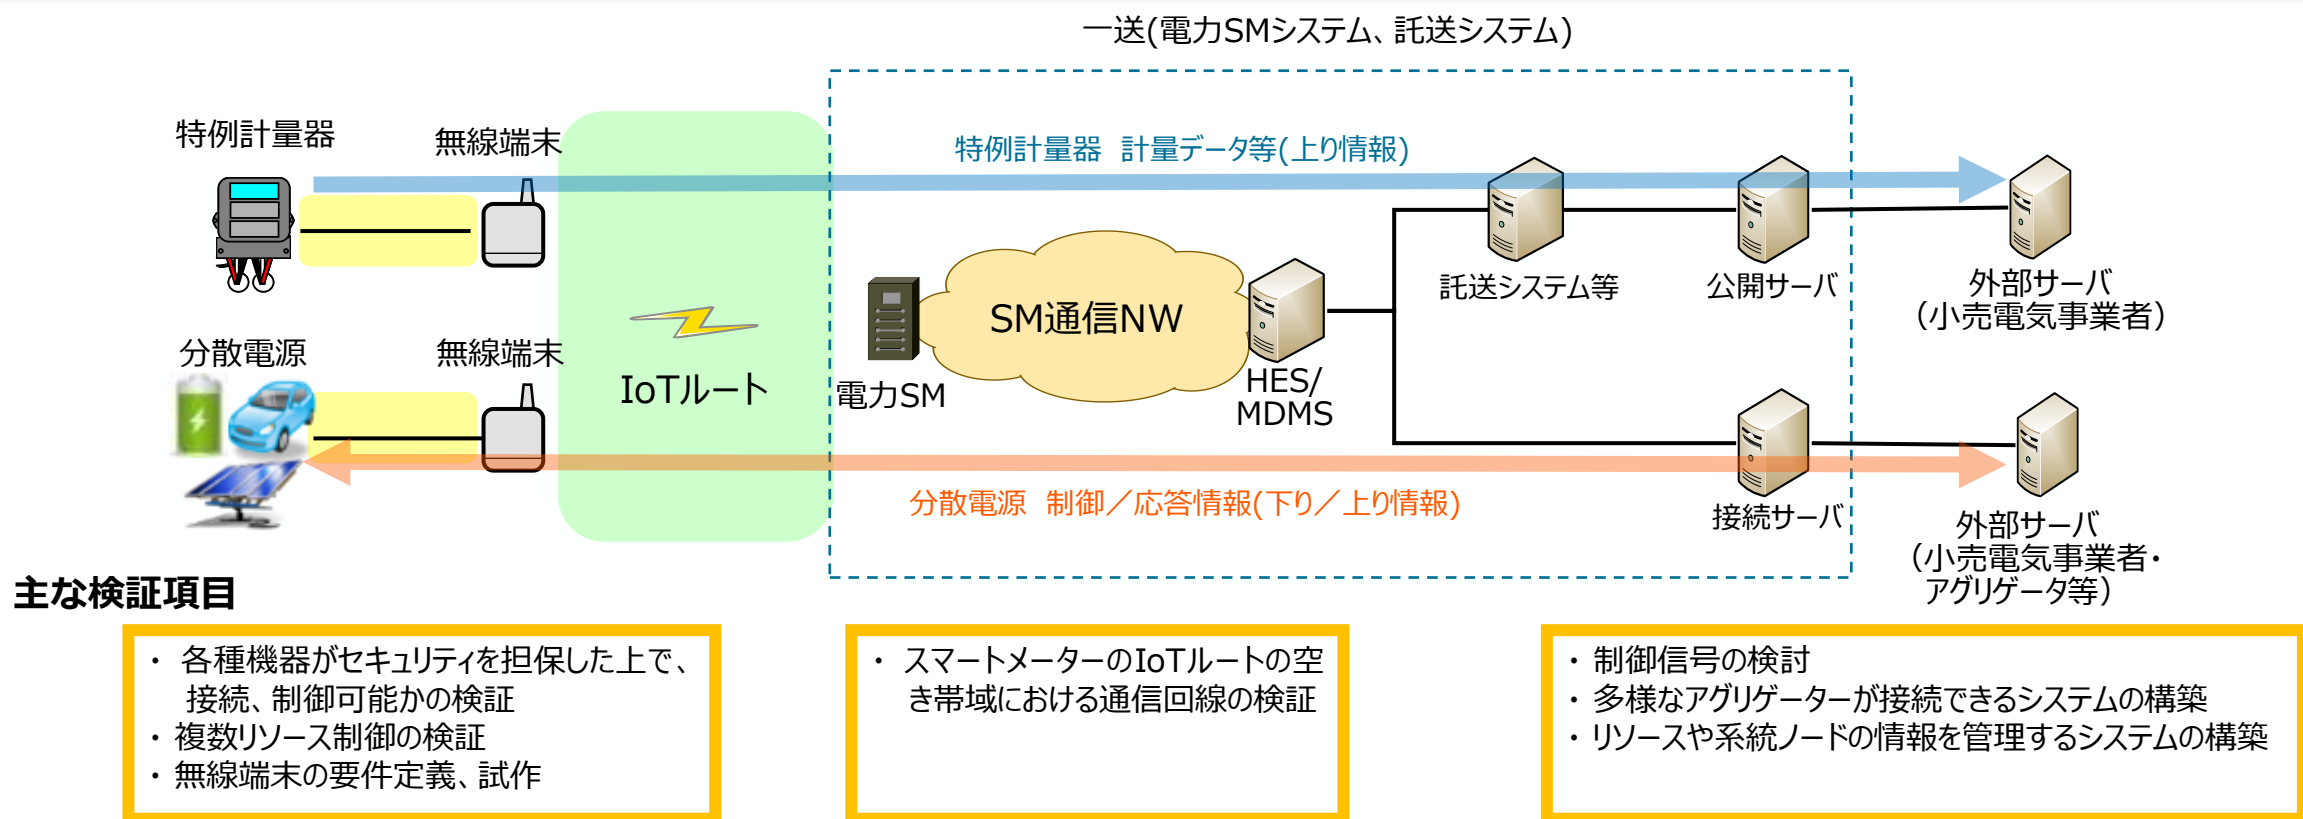 一送(電力SMシステム、託送システム)
特例計量器
無線端末
特例計量器 計量データ等(上り情報)
SM通信NW
託送システム等
公開サーバ
外部サーバ
(小売電気事業者)
分散電源
無線端末
IoTルート
電力SM
HES/
MDMS
分散電源 制御／応答情報(下り／上り情報)
接続サーバ
外部サーバ
(小売電気事業者・
アグリゲータ等)
主な検証項目
・ 各種機器がセキュリティを担保した上で、
接続、制御可能かの検証
・ 複数リソース制御の検証
・ 無線端末の要件定義、試作
・ スマートメーターのIoTルートの空
き帯域における通信回線の検証
・ 制御信号の検討
・ 多様なアグリゲーターが接続できるシステムの構築
・ リソースや系統ノードの情報を管理するシステムの構築